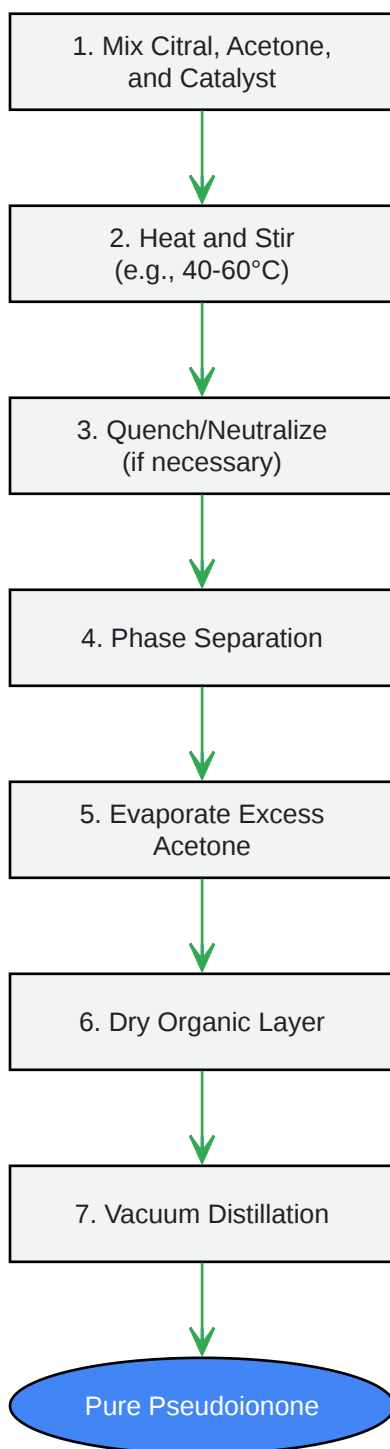 1. Mix Citral, Acetone,
and Catalyst
2. Heat and Stir
(e.g., 40-60°C)
3. Quench/Neutralize
(if necessary)
4. Phase Separation
5. Evaporate Excess
Acetone
6. Dry Organic Layer
7. Vacuum Distillation
Pure Pseudoionone